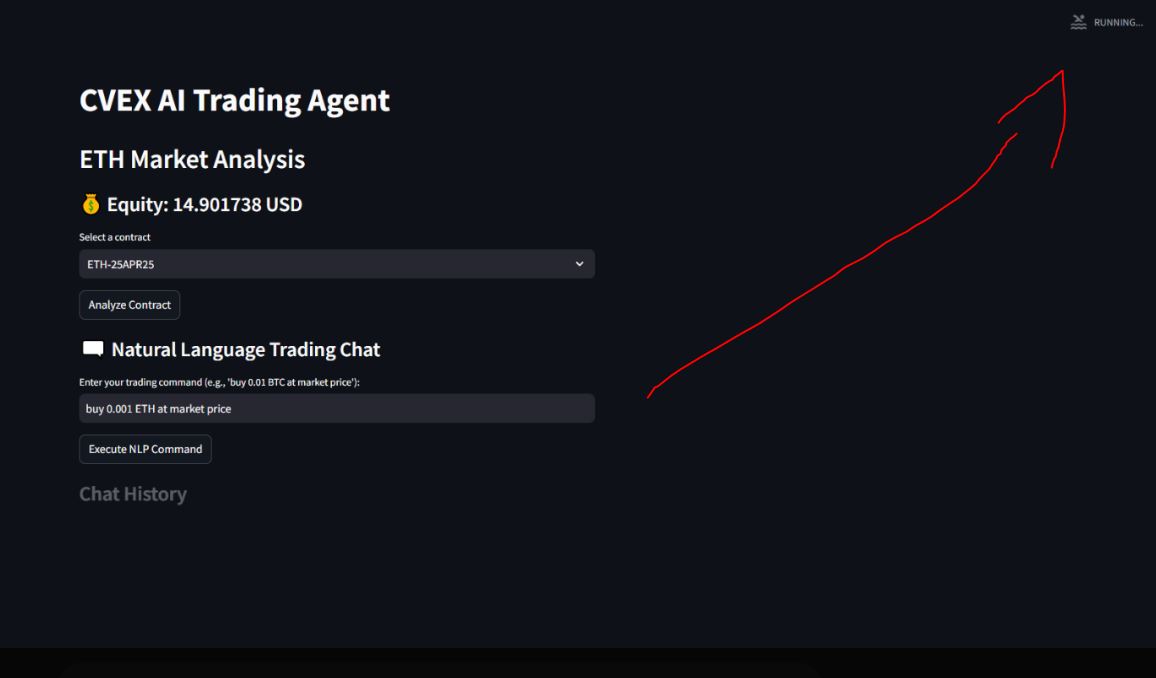 RUNNING...
CVEX AI Trading Agent
ETH Market Analysis
Equity: 14.901738 USD
Select a contract
ETH-25APR25
Analyze Contract
Natural Language Trading Chat
Enter your trading command (e.g., 'buy 0.01 BTC at market price'):
buy 0.001 ETH at market price
Execute NLP Command
Chat History